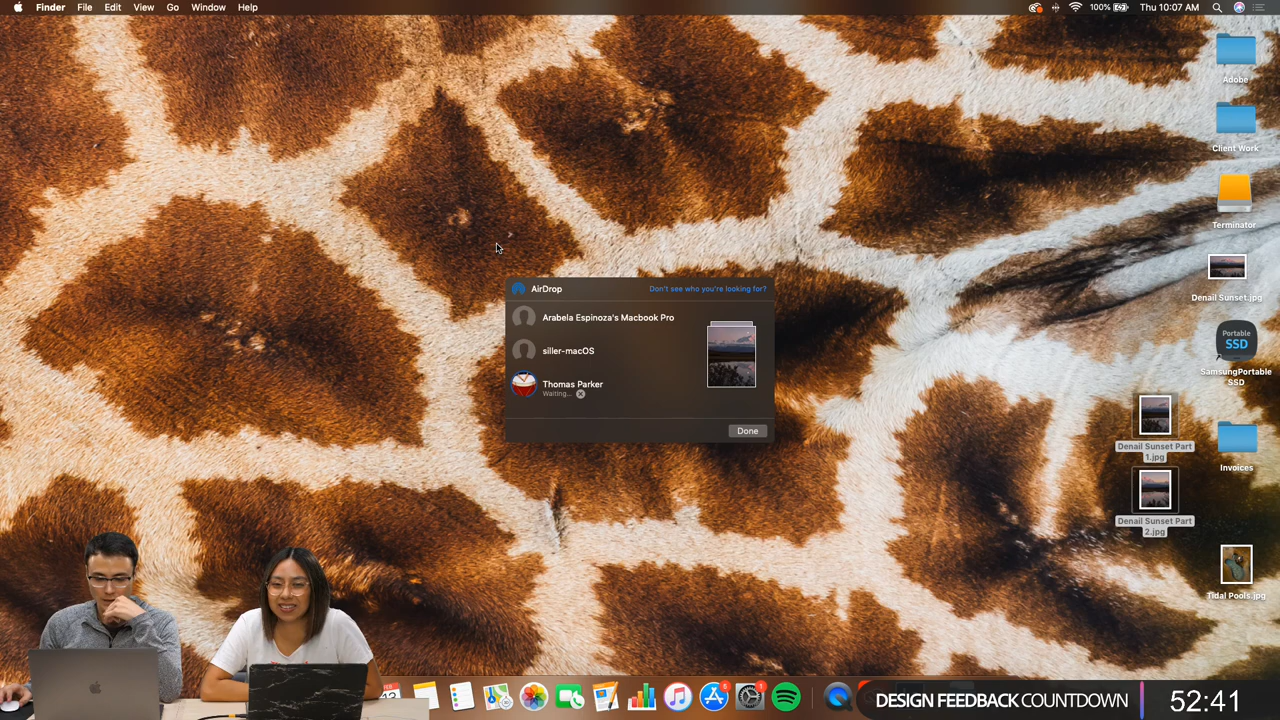 Finder File Edit View Go Window Help
100% Thu 10:07 AM
Adobe
Client Work
Terminator
Denail Sunset.jpg
Portable
SSD
SamsungPortable
SSD
Denail Sunset Part
1.jpg
Invoices
Denail Sunset Part
2.jpg
Tidal Pools.jpg
AirDrop Don't see who you're looking for?
Arabela Espinoza's Macbook Pro
siller-macOS
Thomas Parker
Waiting...
Done
FEB
DESIGN FEEDBACK COUNTDOWN 52:41